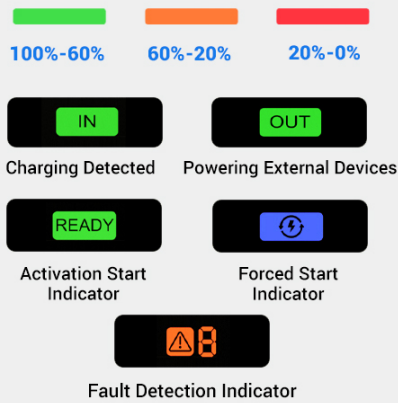 100%-60% 60%-20% 20%-0%
IN OUT
Charging Detected Powering External Devices
READY
Activation Start Indicator Forced Start Indicator
8
Fault Detection Indicator